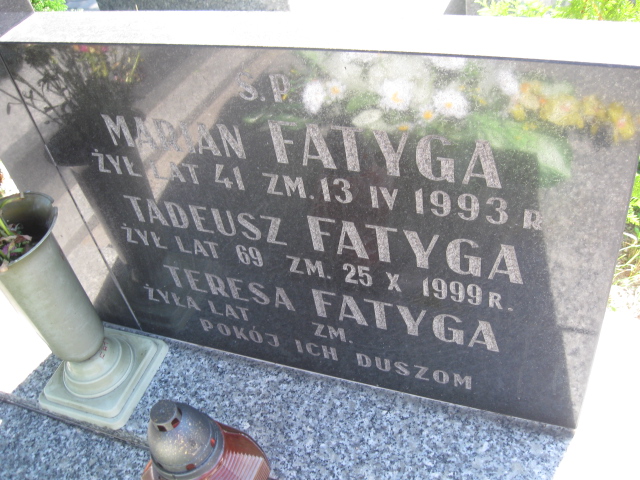 Ś.P.
MARIAN FATYGA
ŻYŁ LAT 41 ZM. 13 IV 1993 R
TADEUSZ FATYGA
ŻYŁ LAT 69 ZM. 25 X 1999 R.
TERESA FATYGA
ŻYŁA LAT ZM.
POKÓJ ICH DUSZOM